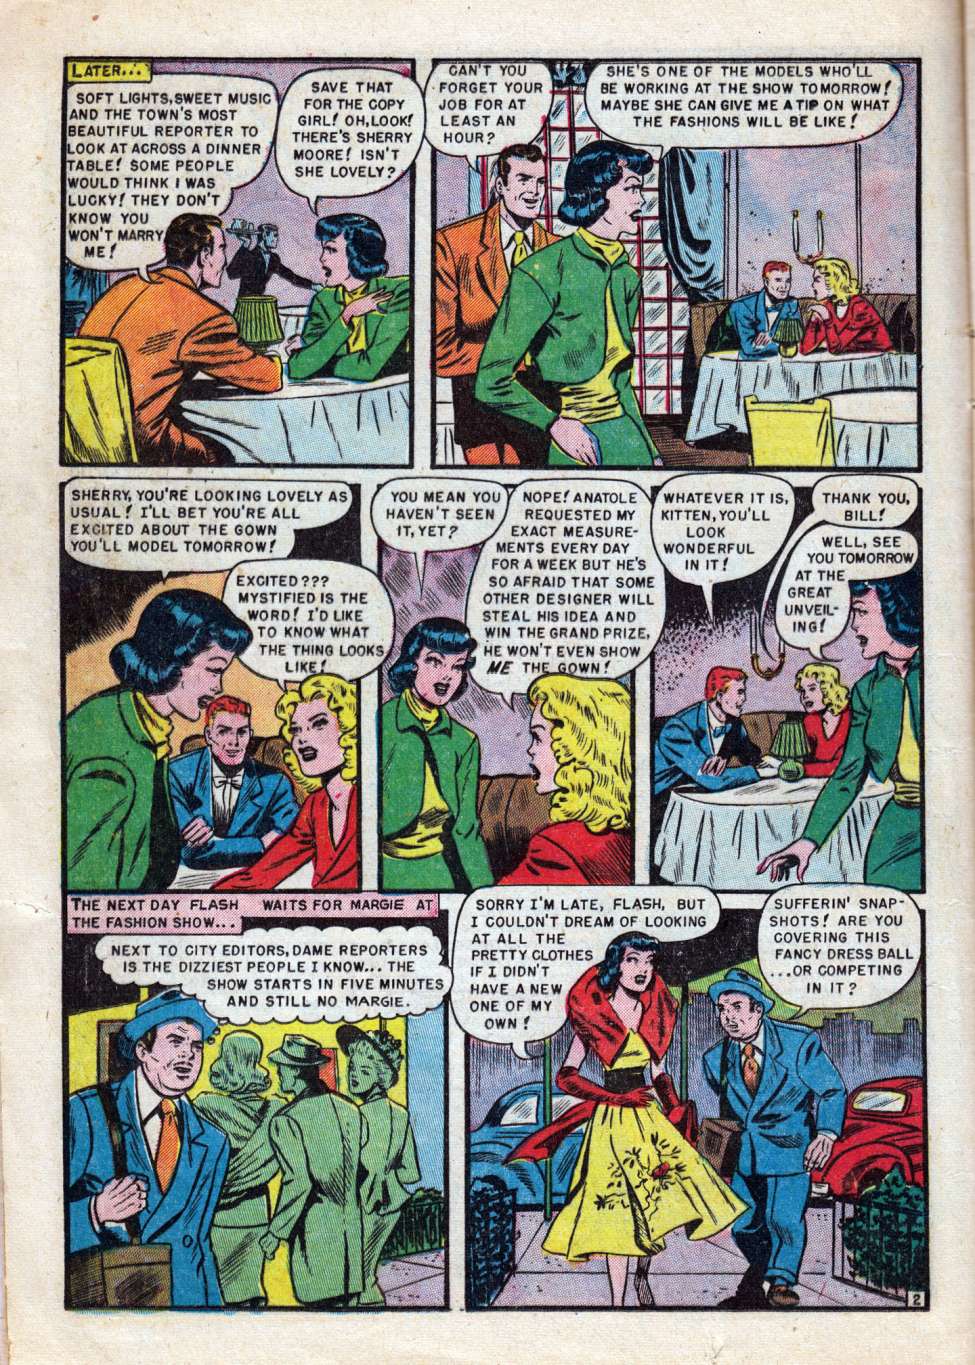 LATER...
SOFT LIGHTS, SWEET MUSIC
AND THE TOWN'S MOST
BEAUTIFUL REPORTER TO
LOOK AT ACROSS A DINNER
TABLE! SOME PEOPLE
WOULD THINK I WAS
LUCKY! THEY DON'T
KNOW YOU
WON'T MARRY
ME!
SAVE THAT
FOR THE COPY
GIRL! OH, LOOK!
THERE'S SHERRY
MOORE! ISN'T
SHE LOVELY?
CAN'T YOU
FORGET YOUR
JOB FOR AT
LEAST AN
HOUR?
SHE'S ONE OF THE MODELS WHO'LL
BE WORKING AT THE SHOW TOMORROW!
MAYBE SHE CAN GIVE ME A TIP ON WHAT
THE FASHIONS WILL BE LIKE!
SHERRY, YOU'RE LOOKING LOVELY AS
USUAL! I'LL BET YOU'RE ALL
EXCITED ABOUT THE GOWN
YOU'LL MODEL TOMORROW!
EXCITED???
MYSTIFIED IS THE
WORD! I'D LIKE
TO KNOW WHAT
THE THING LOOKS
LIKE!
YOU MEAN YOU
HAVEN'T SEEN
IT, YET?
NOPE! ANATOLE
REQUESTED MY
EXACT MEASURE-
MENTS EVERY DAY
FOR A WEEK BUT HE'S
SO AFRAID THAT SOME
OTHER DESIGNER WILL
STEAL HIS IDEA AND
WIN THE GRAND PRIZE,
HE WON'T EVEN SHOW
ME THE GOWN!
WHATEVER IT IS,
KITTEN, YOU'LL
LOOK
WONDERFUL
IN IT!
THANK YOU,
BILL!
WELL, SEE
YOU TOMORROW
AT THE
GREAT
UNVEIL-
ING!
THE NEXT DAY FLASH WAITS FOR MARGIE AT
THE FASHION SHOW...
NEXT TO CITY EDITORS, DAME REPORTERS
IS THE DIZZIEST PEOPLE I KNOW... THE
SHOW STARTS IN FIVE MINUTES
AND STILL NO MARGIE.
SORRY I'M LATE, FLASH, BUT
I COULDN'T DREAM OF LOOKING
AT ALL THE
PRETTY CLOTHES
IF I DIDN'T
HAVE A NEW
ONE OF MY
OWN!
SUFFERIN' SNAP-
SHOTS! ARE YOU
COVERING THIS
FANCY DRESS BALL
...OR COMPETING
IN IT?
2